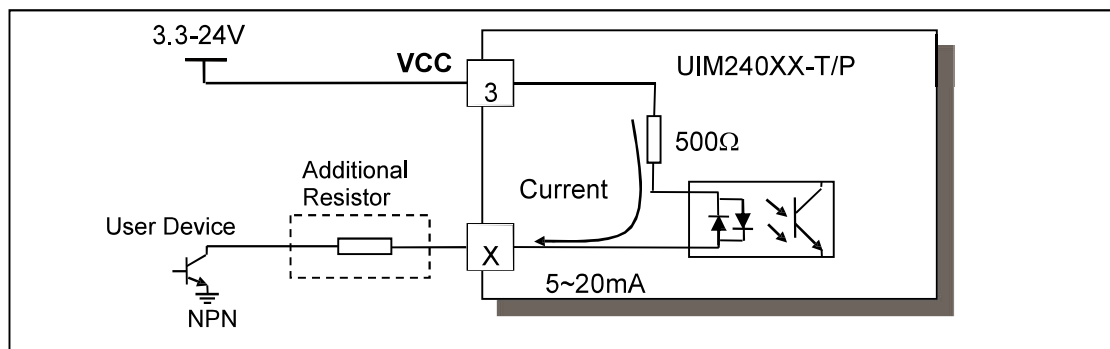 3.3-24V
VCC
UIM240XX-T/P
3
500Ω
Additional
Resistor
Current
User Device
X
5~20mA
NPN